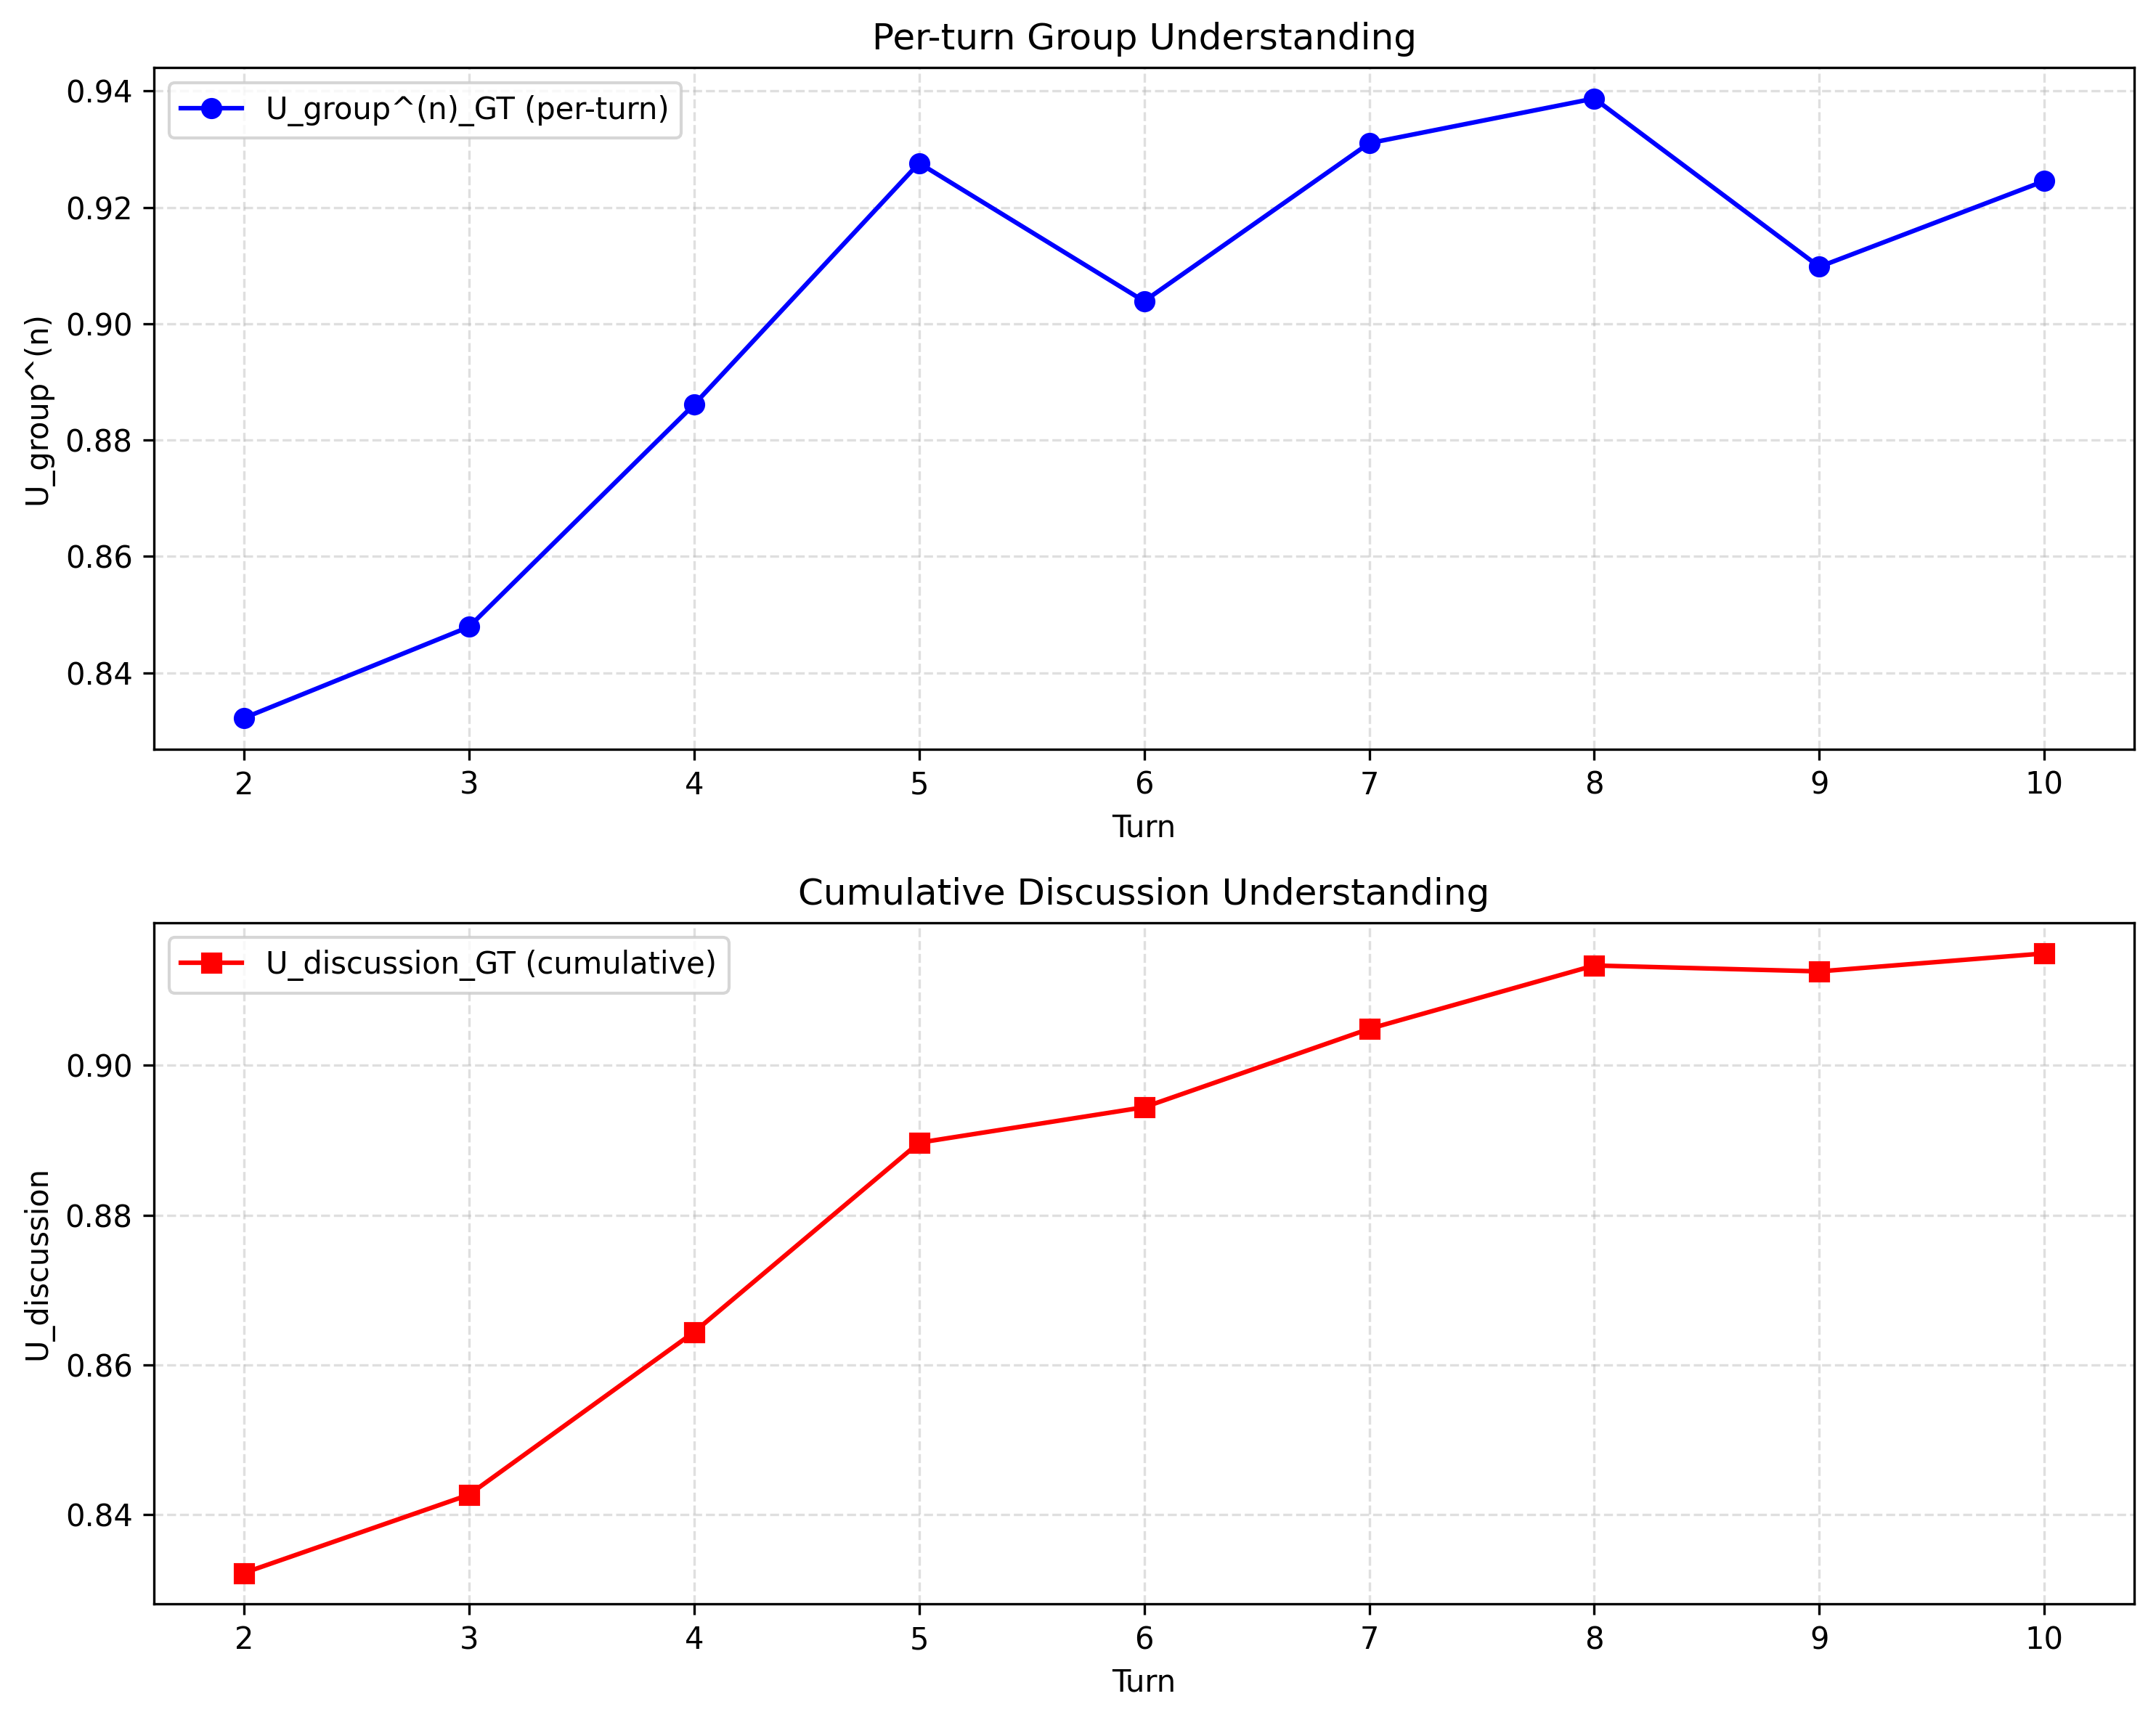 Per-turn Group Understanding
U_group^(n)_GT (per-turn)
0.94
0.92
0.90
0.88
0.86
0.84
U_group^(n)
2 3 4 5 6 7 8 9 10
Turn
Cumulative Discussion Understanding
U_discussion_GT (cumulative)
0.90
0.88
0.86
0.84
U_discussion
2 3 4 5 6 7 8 9 10
Turn